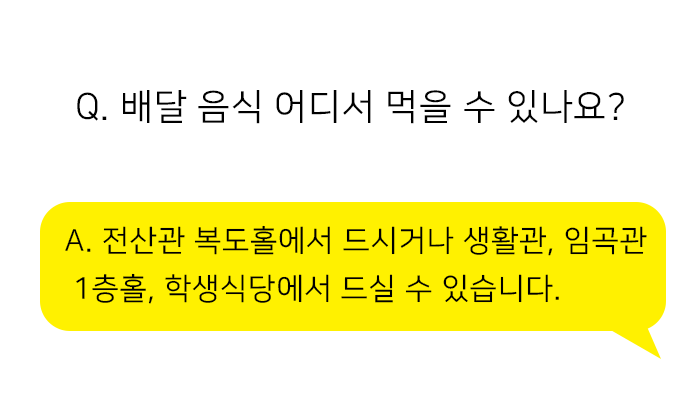 Q. 배달 음식 어디서 먹을 수 있나요?
A. 전산관 복도홀에서 드시거나 생활관, 임곡관
1층홀, 학생식당에서 드실 수 있습니다.